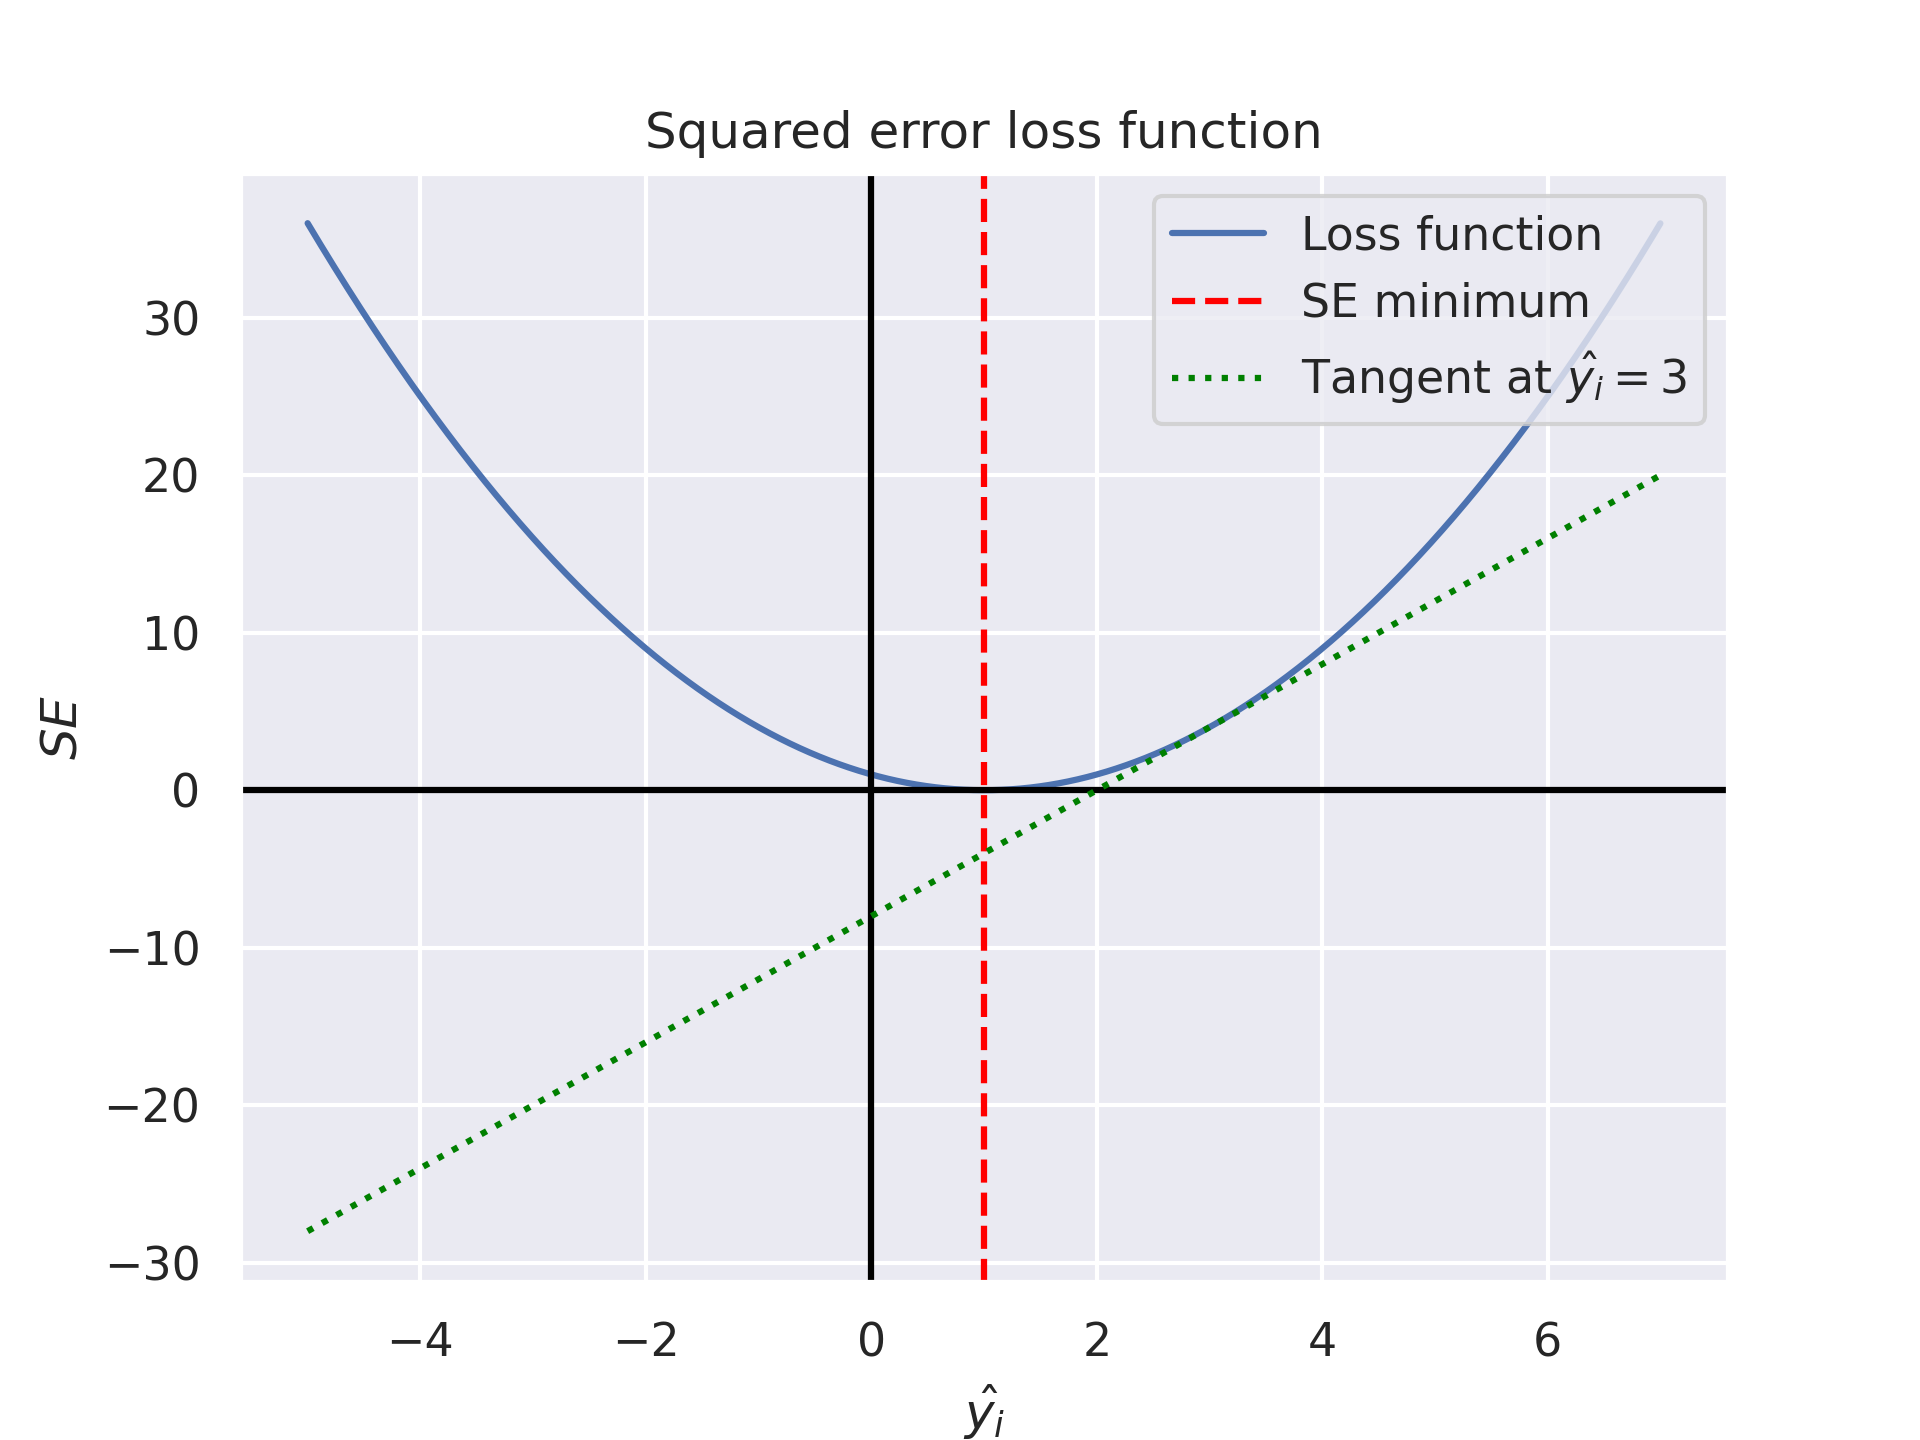 Squared error loss function
Loss function
SE minimum
Tangent at ŷᵢ = 3
SE
30
20
10
0
−10
−20
−30
−4 −2 0 2 4 6
ŷᵢ